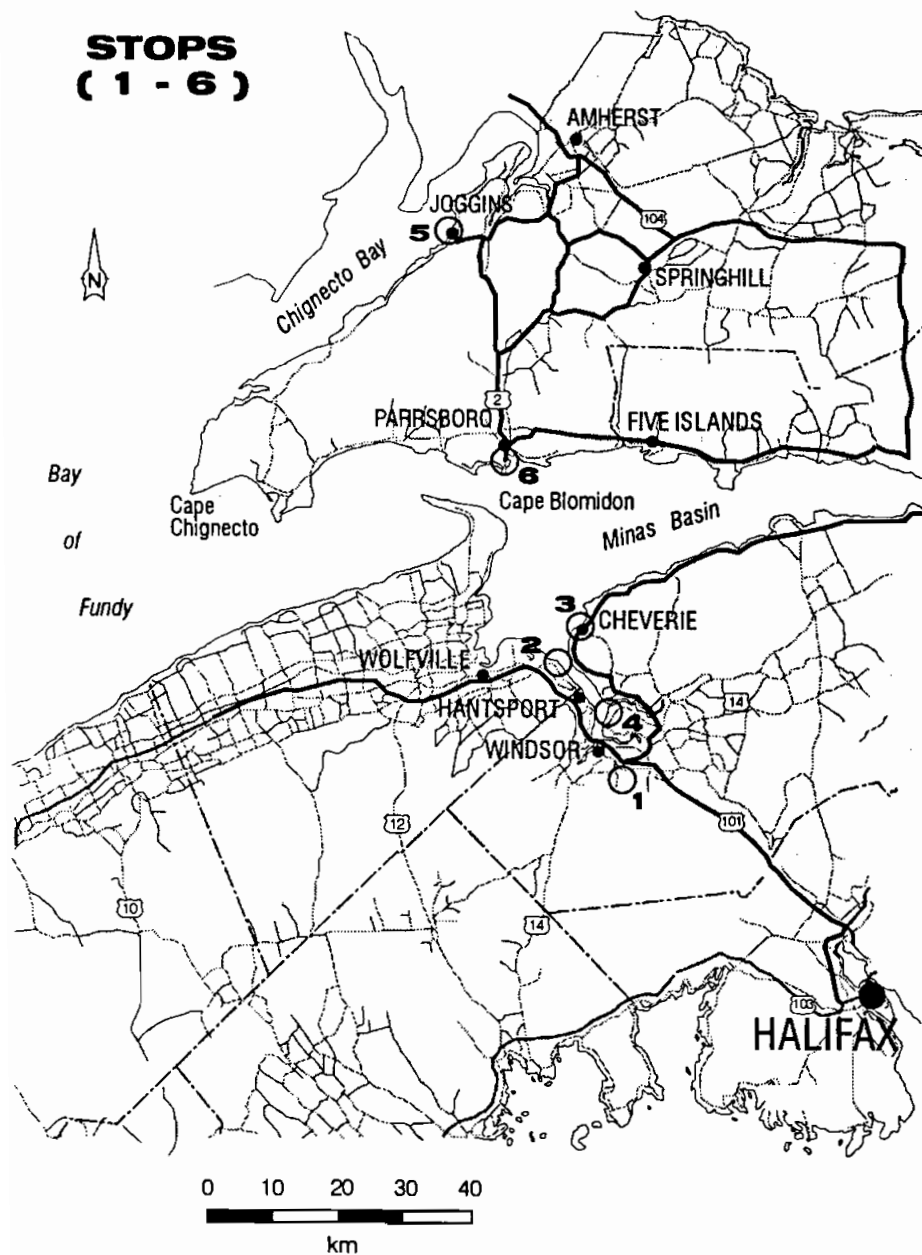 STOPS
( 1 - 6 )
AMHERST
JOGGINS
5
104
N
Chignecto Bay
SPRINGHILL
2
PARRSBORO
FIVE ISLANDS
6
Bay
of
Fundy
Cape
Chignecto
Cape Blomidon
Minas Basin
3
CHEVERIE
2
WOLFVILLE
HANTSPORT
4
14
WINDSOR
1
12
101
10
14
103
HALIFAX
0 10 20 30 40
km